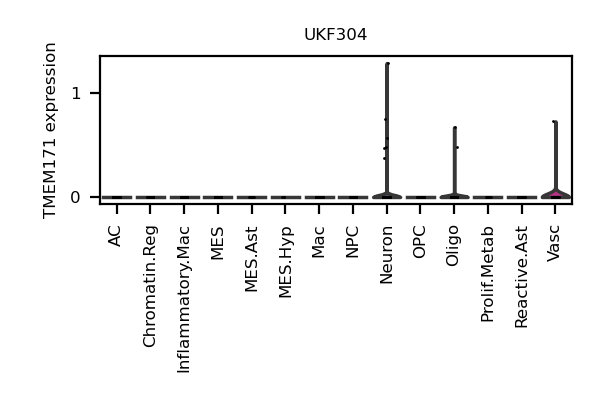 UKF304
TMEM171 expression
1
0
AC
Chromatin.Reg
Inflammatory.Mac
MES
MES.Ast
MES.Hyp
Mac
NPC
Neuron
OPC
Oligo
Prolif.Metab
Reactive.Ast
Vasc